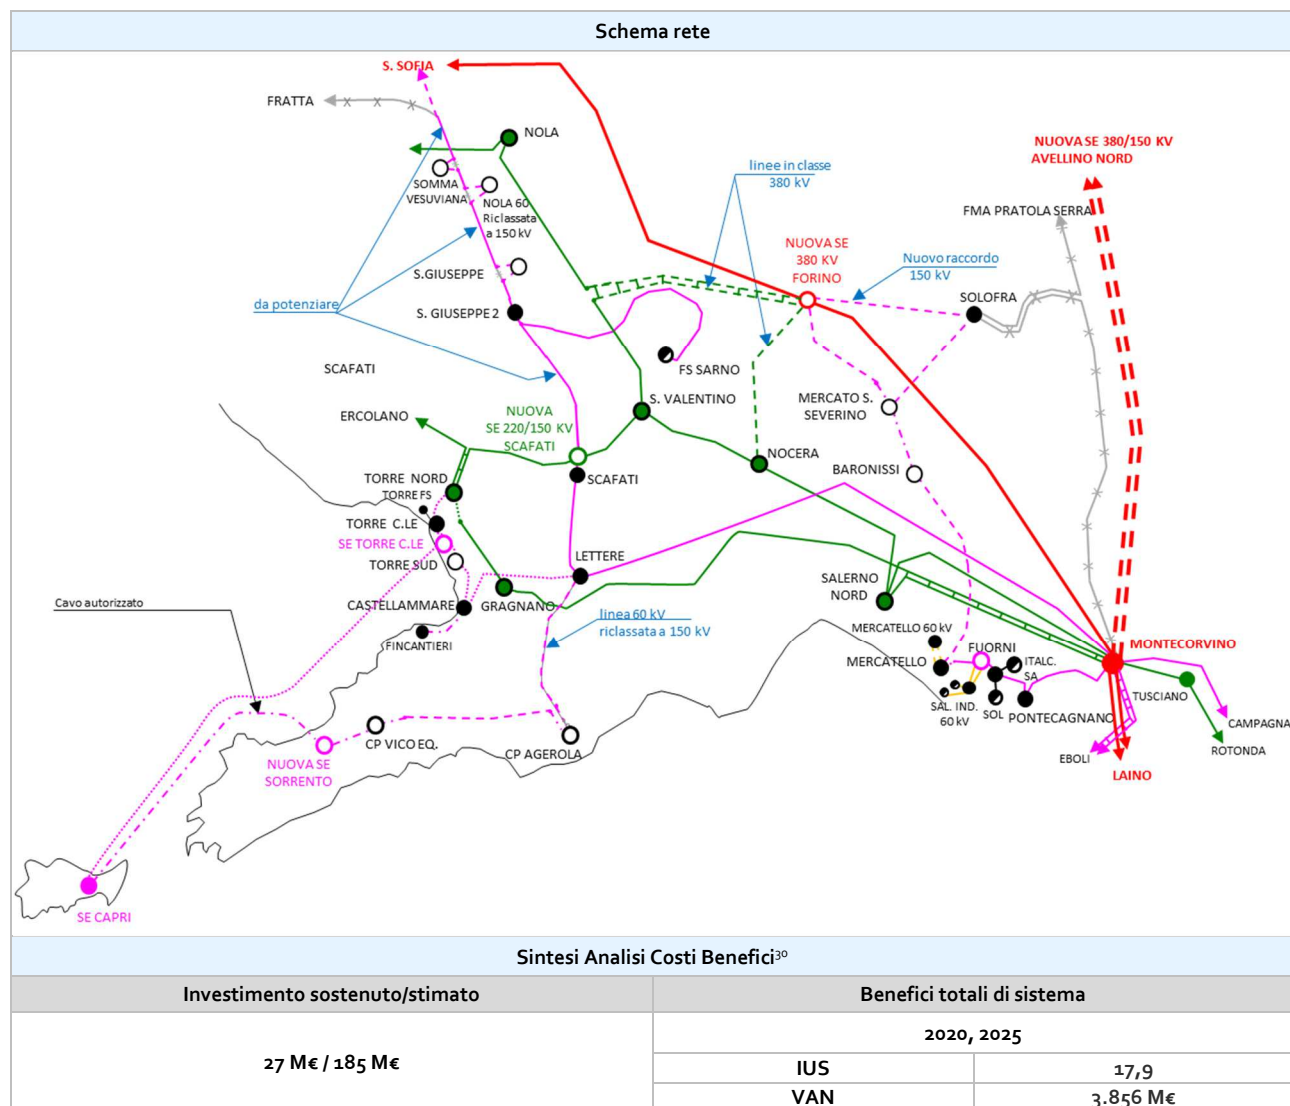 Schema rete
S. SOFIA
FRATTA
NOLA
SOMMA
VESUVIANA
NOLA 60
Riclassata
a 150 kV
linee in classe
380 kV
NUOVA SE 380/150 KV
AVELLINO NORD
FMA PRATOLA SERRA
NUOVA SE
380 KV
FORINO
Nuovo raccordo
150 kV
SOLOFRA
S.GIUSEPPE
da potenziare
S. GIUSEPPE 2
SCAFATI
FS SARNO
ERCOLANO
NUOVA
SE 220/150 KV
SCAFATI
S. VALENTINO
MERCATO S.
SEVERINO
NOCERA
BARONISSI
TORRE NORD
TORRE FS
SCAFATI
TORRE C.LE
SE TORRE C.LE
TORRE SUD
LETTERE
CASTELLAMMARE
GRAGNANO
SALERNO
NORD
Cavo autorizzato
FINCANTIERI
linea 60 kV
riclassata a 150 kV
MERCATELLO 60 kV
MERCATELLO
FUORNI
ITALC.
SA
MONTECORVINO
SAL. IND.
60 kV
SOL
PONTECAGNANO
TUSCIANO
CAMPAGNA
ROTONDA
EBOLI
LAINO
CP VICO EQ.
CP AGEROLA
NUOVA SE
SORRENTO
SE CAPRI
Sintesi Analisi Costi Benefici³⁰
Investimento sostenuto/stimato
Benefici totali di sistema
27 M€ / 185 M€
2020, 2025
IUS
17,9
VAN
3.856 M€